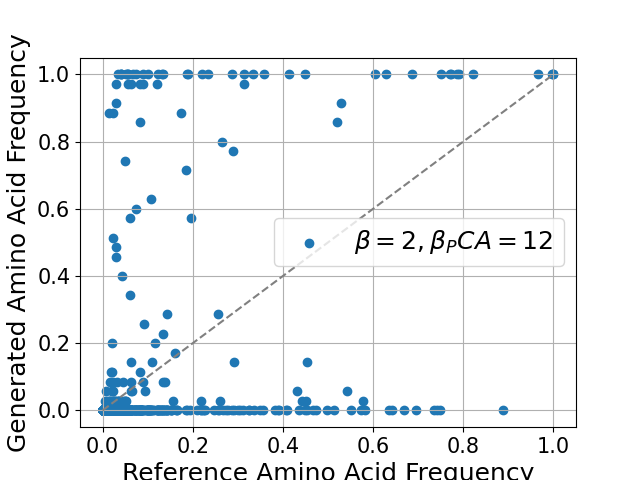 Generated Amino Acid Frequency
1.0
0.8
0.6
0.4
0.2
0.0
β = 2, β_PCA = 12
0.0 0.2 0.4 0.6 0.8 1.0
Reference Amino Acid Frequency